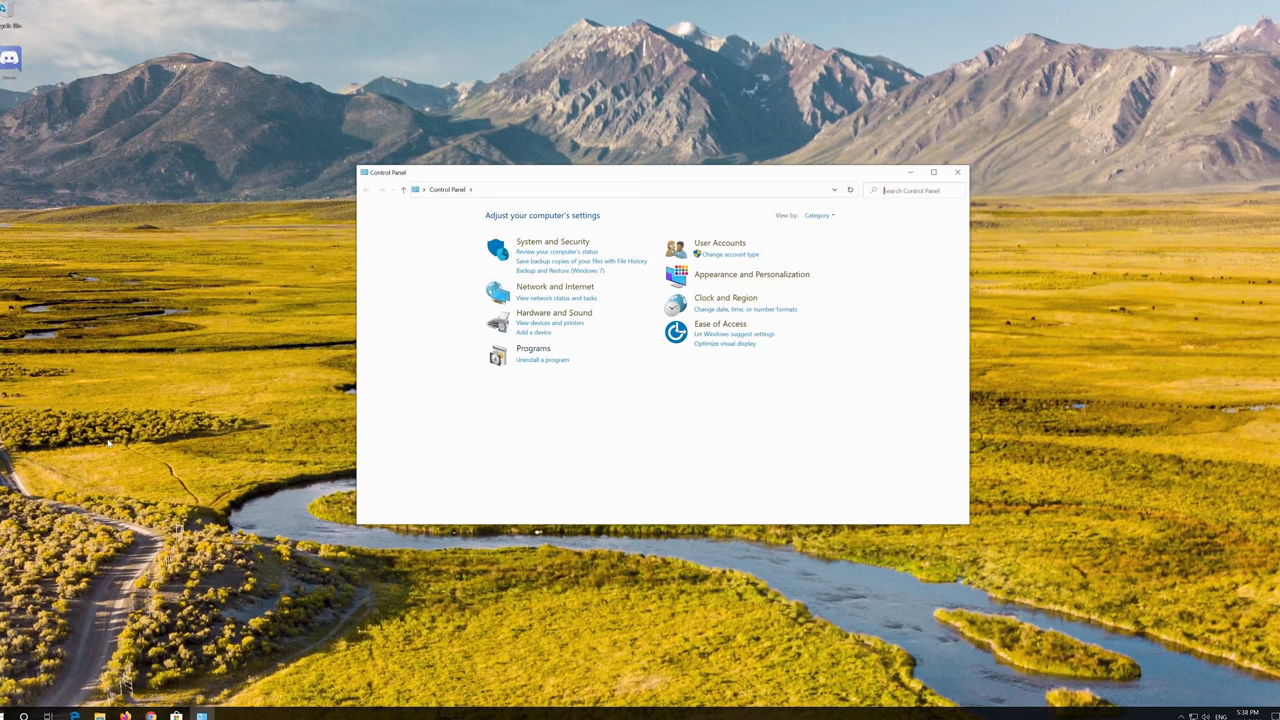 Control Panel
Control Panel
Search Control Panel
Adjust your computer's settings
View by: Category
System and Security
Review your computer's status
Save backup copies of your files with File History
Backup and Restore (Windows 7)
Network and Internet
View network status and tasks
Hardware and Sound
View devices and printers
Add a device
Programs
Uninstall a program
User Accounts
Change account type
Appearance and Personalization
Clock and Region
Change date, time, or number formats
Ease of Access
Let Windows suggest settings
Optimize visual display
ENG
5:38 PM